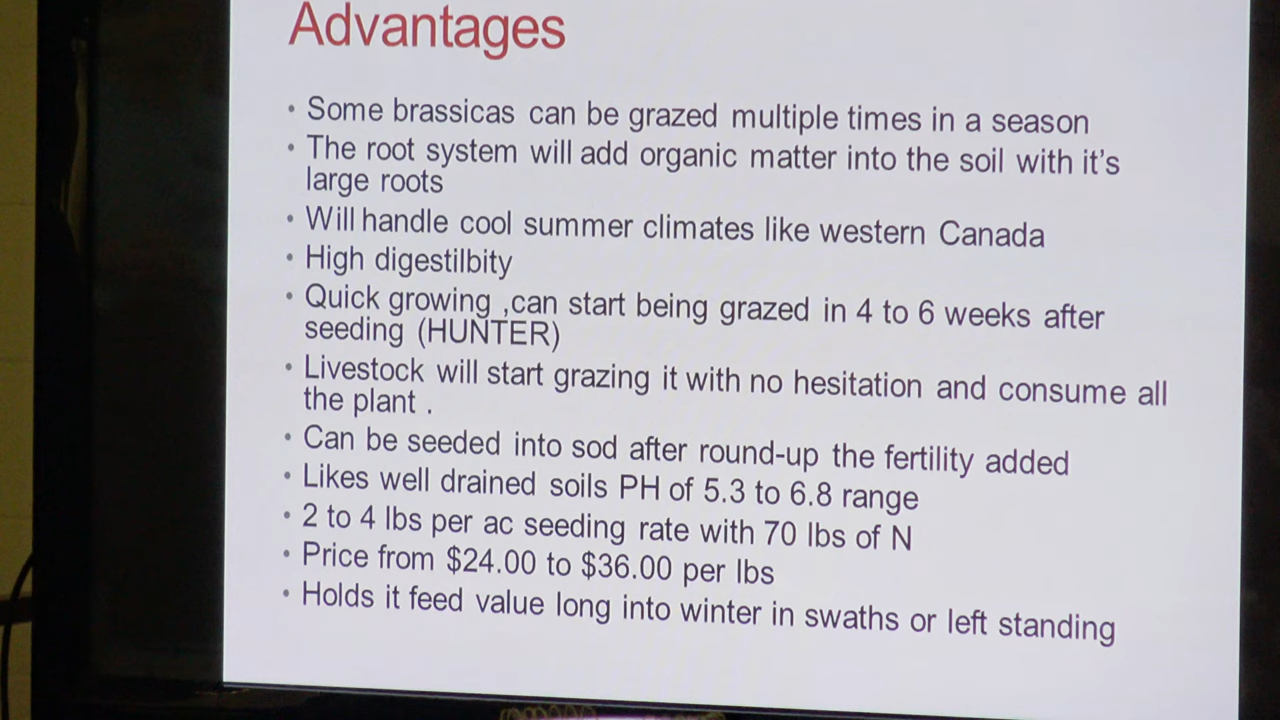 Advantages
• Some brassicas can be grazed multiple times in a season
• The root system will add organic matter into the soil with it's
large roots
• Will handle cool summer climates like western Canada
• High digestilbity
• Quick growing ,can start being grazed in 4 to 6 weeks after
seeding (HUNTER)
• Livestock will start grazing it with no hesitation and consume all
the plant .
• Can be seeded into sod after round-up the fertility added
• Likes well drained soils PH of 5.3 to 6.8 range
• 2 to 4 lbs per ac seeding rate with 70 lbs of N
• Price from $24.00 to $36.00 per lbs
• Holds it feed value long into winter in swaths or left standing